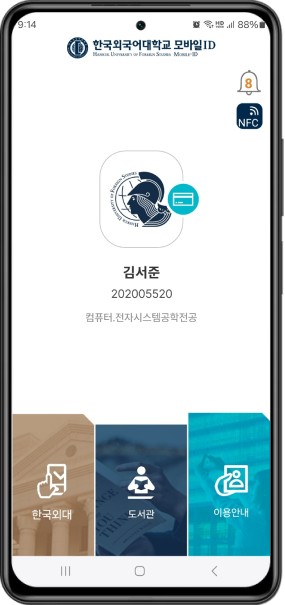 9:14
88%
한국외국어대학교 모바일ID
HANKUK UNIVERSITY OF FOREIGN STUDIES MOBILE-ID
8
NFC
김서준
202005520
컴퓨터.전자시스템공학전공
한국외대
도서관
이용안내